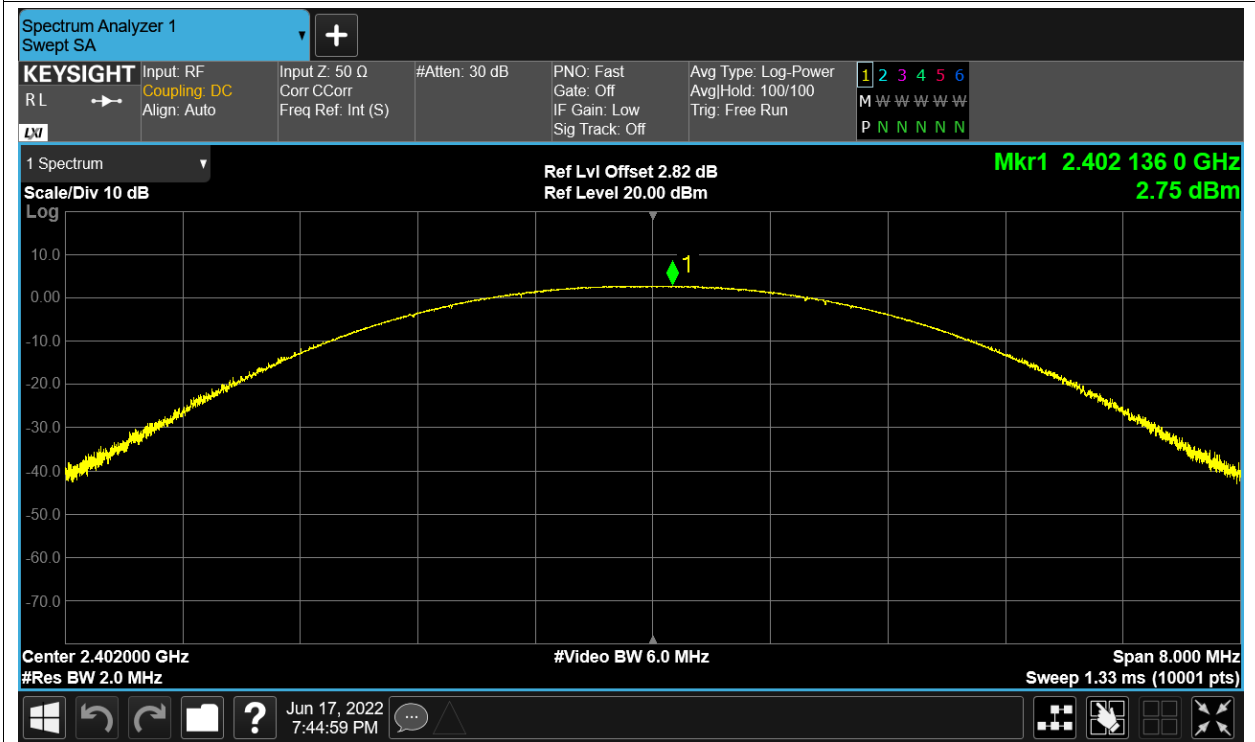 Spectrum Analyzer 1
Swept SA
KEYSIGHT
R L
LXI
Input: RF
Coupling: DC
Align: Auto
Input Z: 50 Ω
Corr CCorr
Freq Ref: Int (S)
#Atten: 30 dB
PNO: Fast
Gate: Off
IF Gain: Low
Sig Track: Off
Avg Type: Log-Power
Avg|Hold: 100/100
Trig: Free Run
1 2 3 4 5 6
M W W W W W
P N N N N N
1 Spectrum
Scale/Div 10 dB
Log
Ref Lvl Offset 2.82 dB
Ref Level 20.00 dBm
Mkr1 2.402 136 0 GHz
2.75 dBm
1
10.0
0.00
-10.0
-20.0
-30.0
-40.0
-50.0
-60.0
-70.0
Center 2.402000 GHz
#Res BW 2.0 MHz
#Video BW 6.0 MHz
Span 8.000 MHz
Sweep 1.33 ms (10001 pts)
?
Jun 17, 2022
7:44:59 PM